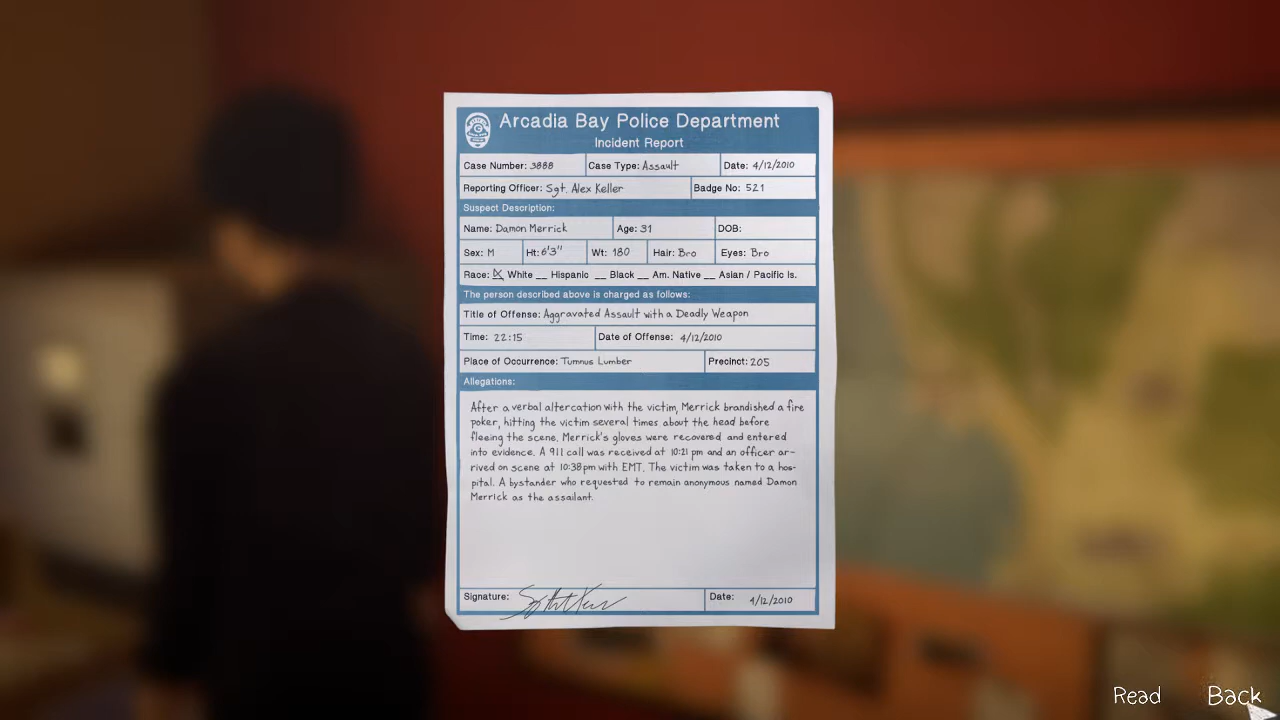 Arcadia Bay Police Department
Incident Report
Case Number: 3888 Case Type: Assault Date: 4/12/2010
Reporting Officer: Sgt. Alex Keller Badge No: 521
Suspect Description:
Name: Damon Merrick Age: 31 DOB:
Sex: M Ht: 6'3" Wt: 180 Hair: Bro Eyes: Bro
Race: X White __ Hispanic __ Black __ Am. Native __ Asian / Pacific Is.
The person described above is charged as follows:
Title of Offense: Aggravated Assault with a Deadly Weapon
Time: 22:15 Date of Offense: 4/12/2010
Place of Occurrence: Tumnus Lumber Precinct: 205
Allegations:
After a verbal altercation with the victim, Merrick brandished a fire
poker, hitting the victim several times about the head before
fleeing the scene. Merrick's gloves were recovered and entered
into evidence. A 911 call was received at 10:21 pm and an officer ar-
rived on scene at 10:38pm with EMT. The victim was taken to a hos-
pital. A bystander who requested to remain anonymous named Damon
Merrick as the assailant.
Signature: Date: 4/12/2010
Read Back